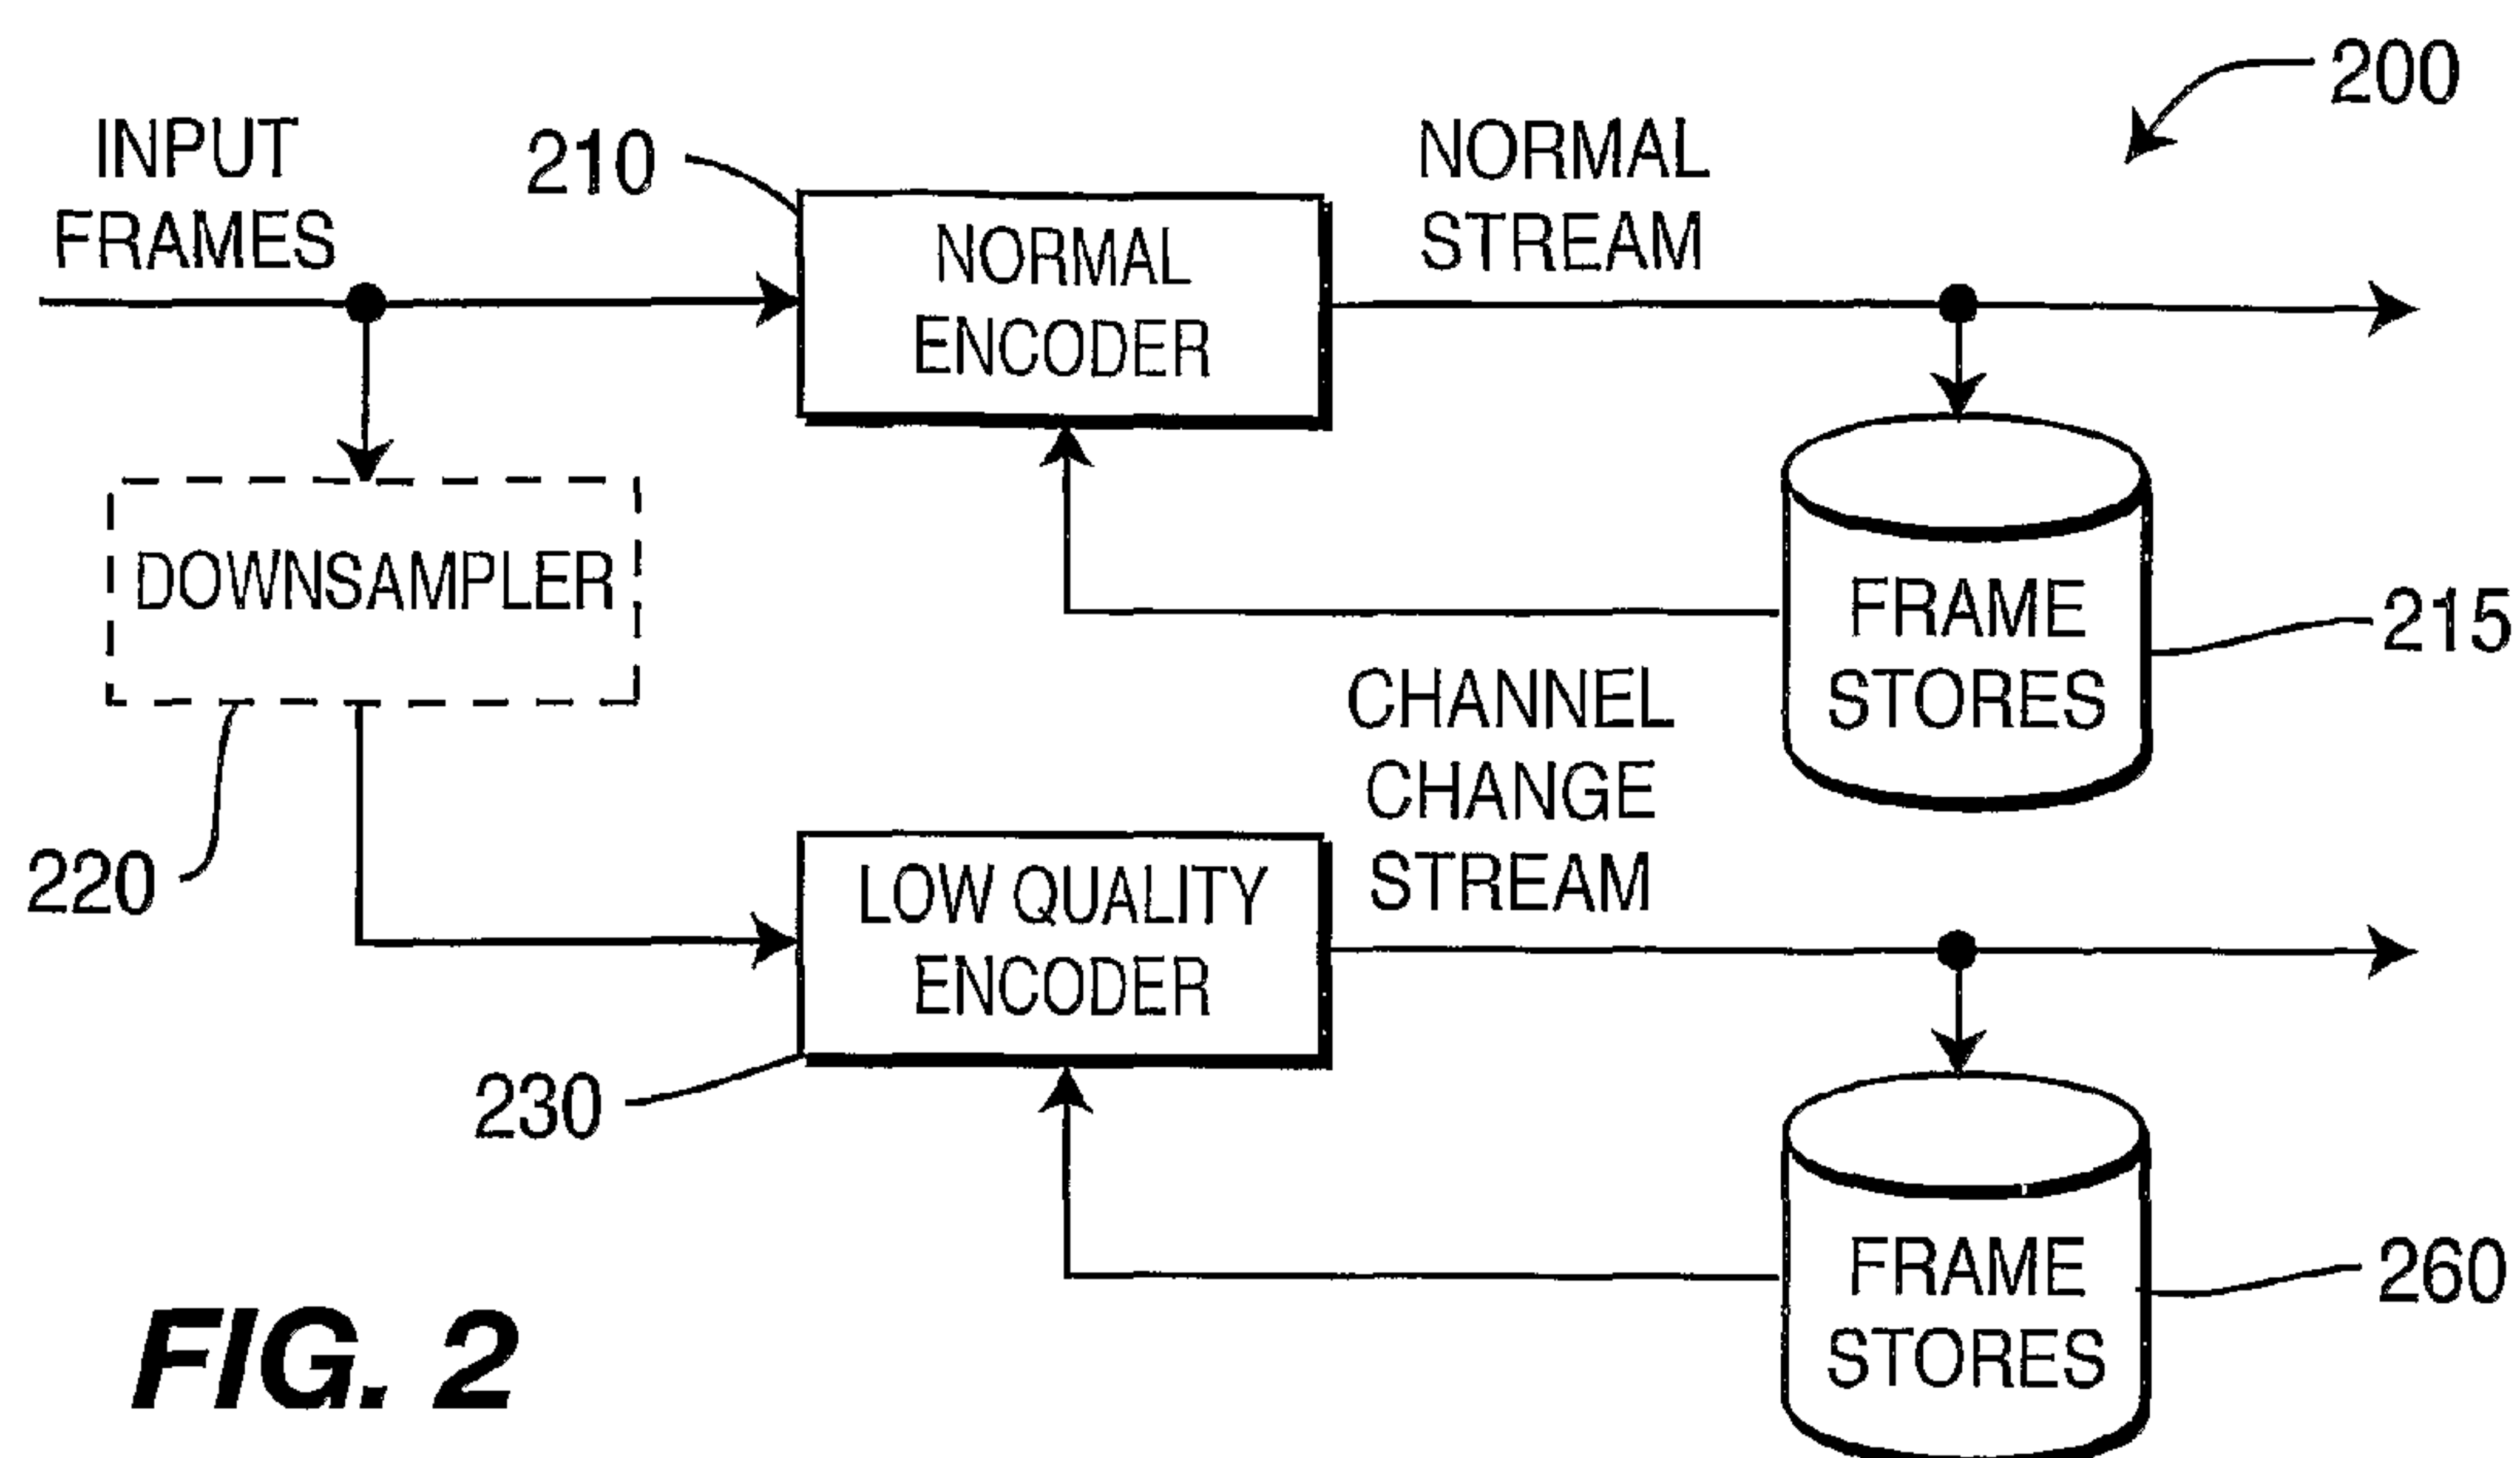 200
INPUT
FRAMES
210
NORMAL
STREAM
NORMAL
ENCODER
DOWNSAMPLER
FRAME
STORES
215
220
CHANNEL
CHANGE
STREAM
LOW QUALITY
ENCODER
230
FRAME
STORES
260
FIG. 2